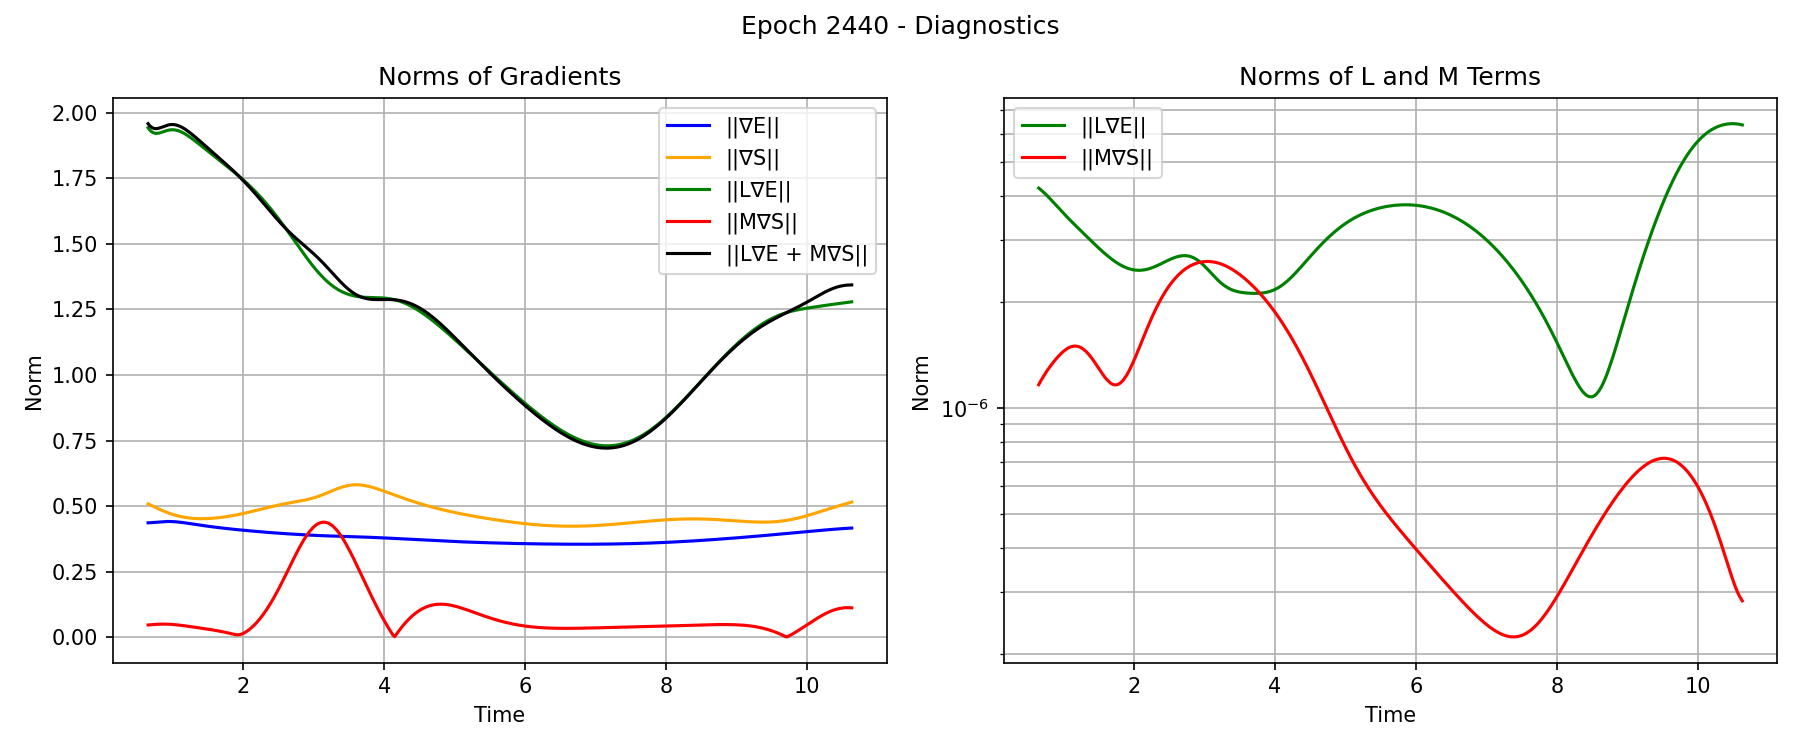 Epoch 2440 - Diagnostics
Norms of Gradients
2.00
1.75
1.50
1.25
1.00
0.75
0.50
0.25
0.00
Norm
||∇E||
||∇S||
||L∇E||
||M∇S||
||L∇E + M∇S||
2 4 6 8 10
Time
Norms of L and M Terms
||L∇E||
||M∇S||
Norm
10⁻⁶
2 4 6 8 10
Time